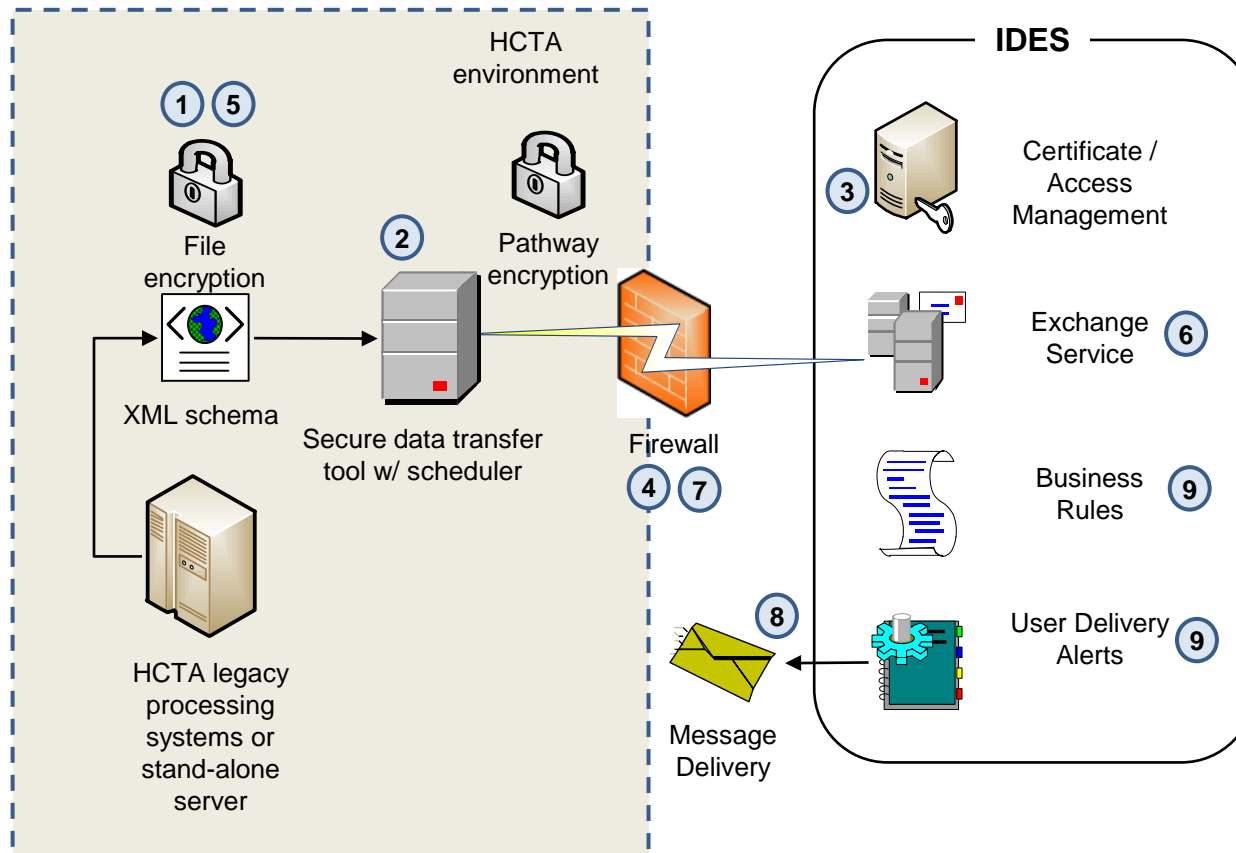 HCTA
environment
IDES
1
5
File
encryption
Pathway
encryption
2
3
Certificate /
Access
Management
XML schema
Secure data transfer
tool w/ scheduler
Firewall
4
7
Exchange
Service
6
Business
Rules
9
HCTA legacy
processing
systems or
stand-alone
server
8
Message
Delivery
User Delivery
Alerts
9